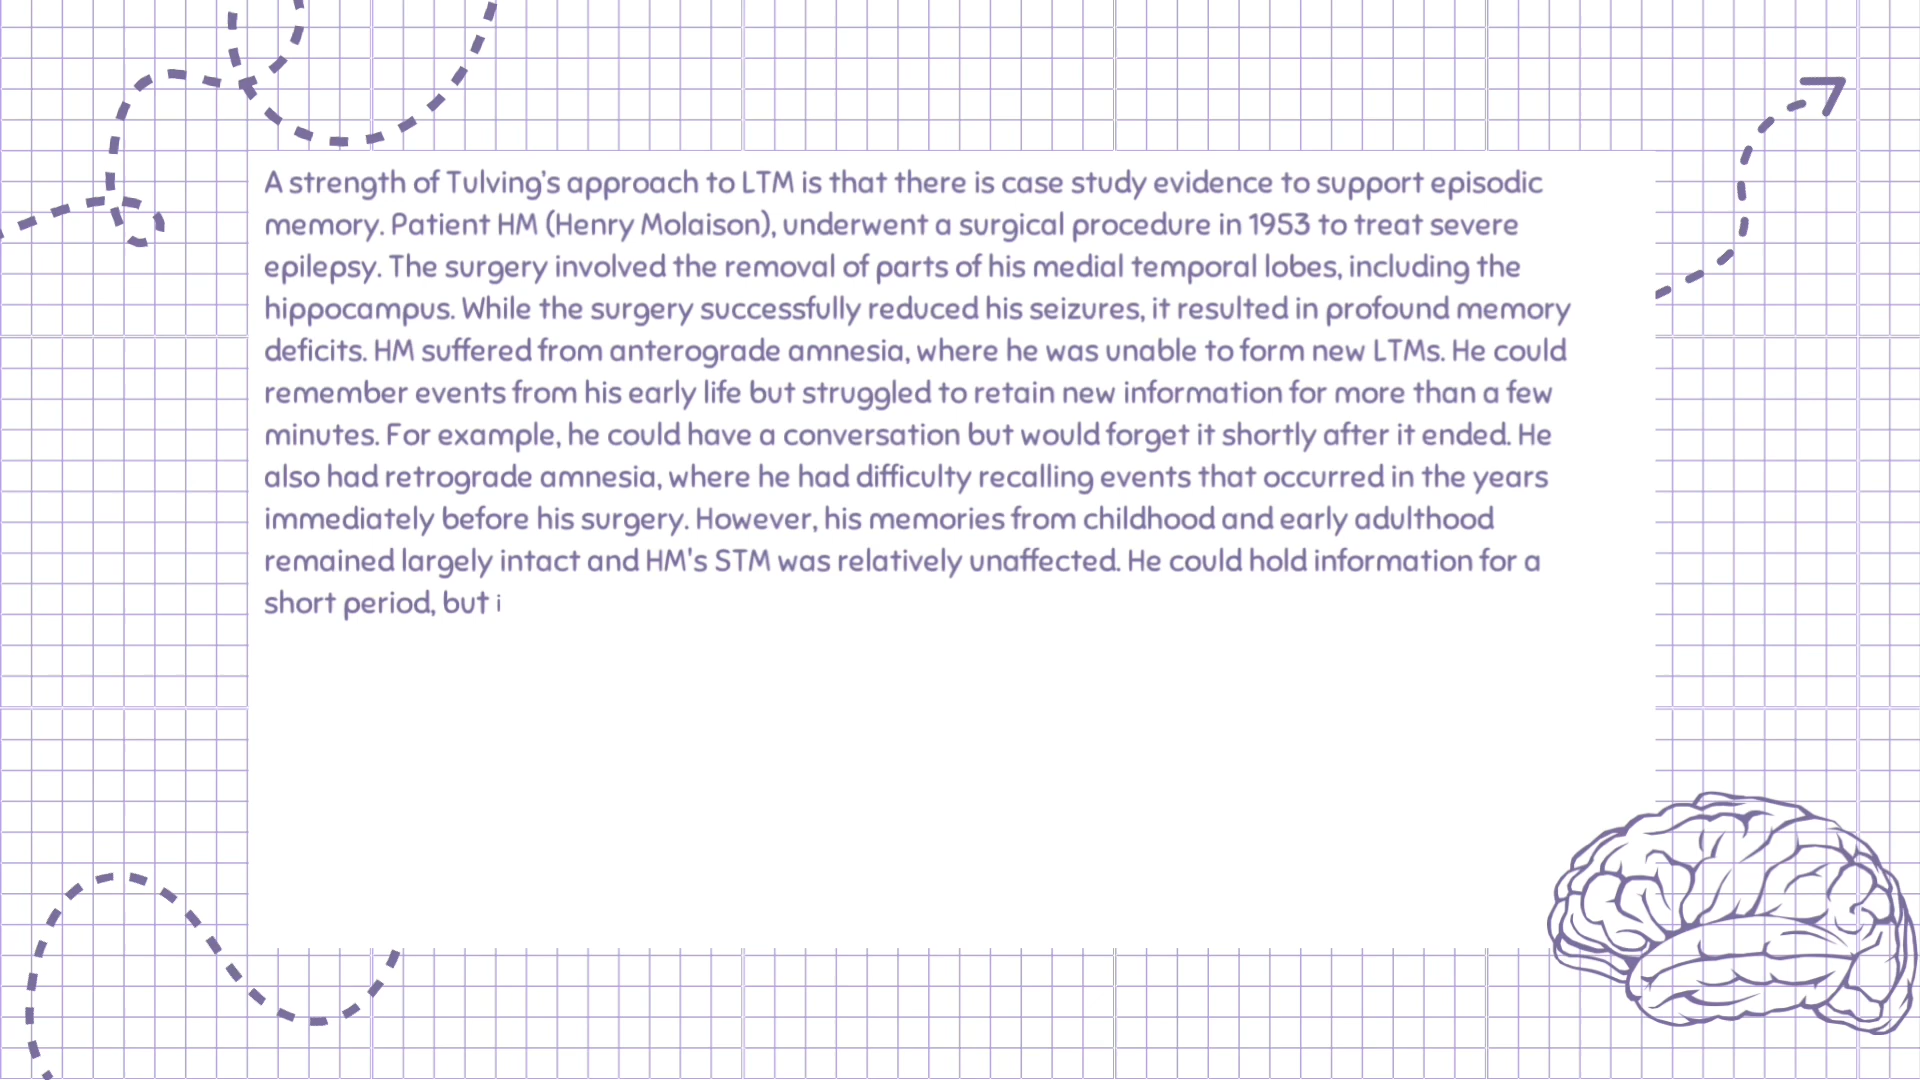 A strength of Tulving’s approach to LTM is that there is case study evidence to support episodic
memory. Patient HM (Henry Molaison), underwent a surgical procedure in 1953 to treat severe
epilepsy. The surgery involved the removal of parts of his medial temporal lobes, including the
hippocampus. While the surgery successfully reduced his seizures, it resulted in profound memory
deficits. HM suffered from anterograde amnesia, where he was unable to form new LTMs. He could
remember events from his early life but struggled to retain new information for more than a few
minutes. For example, he could have a conversation but would forget it shortly after it ended. He
also had retrograde amnesia, where he had difficulty recalling events that occurred in the years
immediately before his surgery. However, his memories from childhood and early adulthood
remained largely intact and HM's STM was relatively unaffected. He could hold information for a
short period, but i